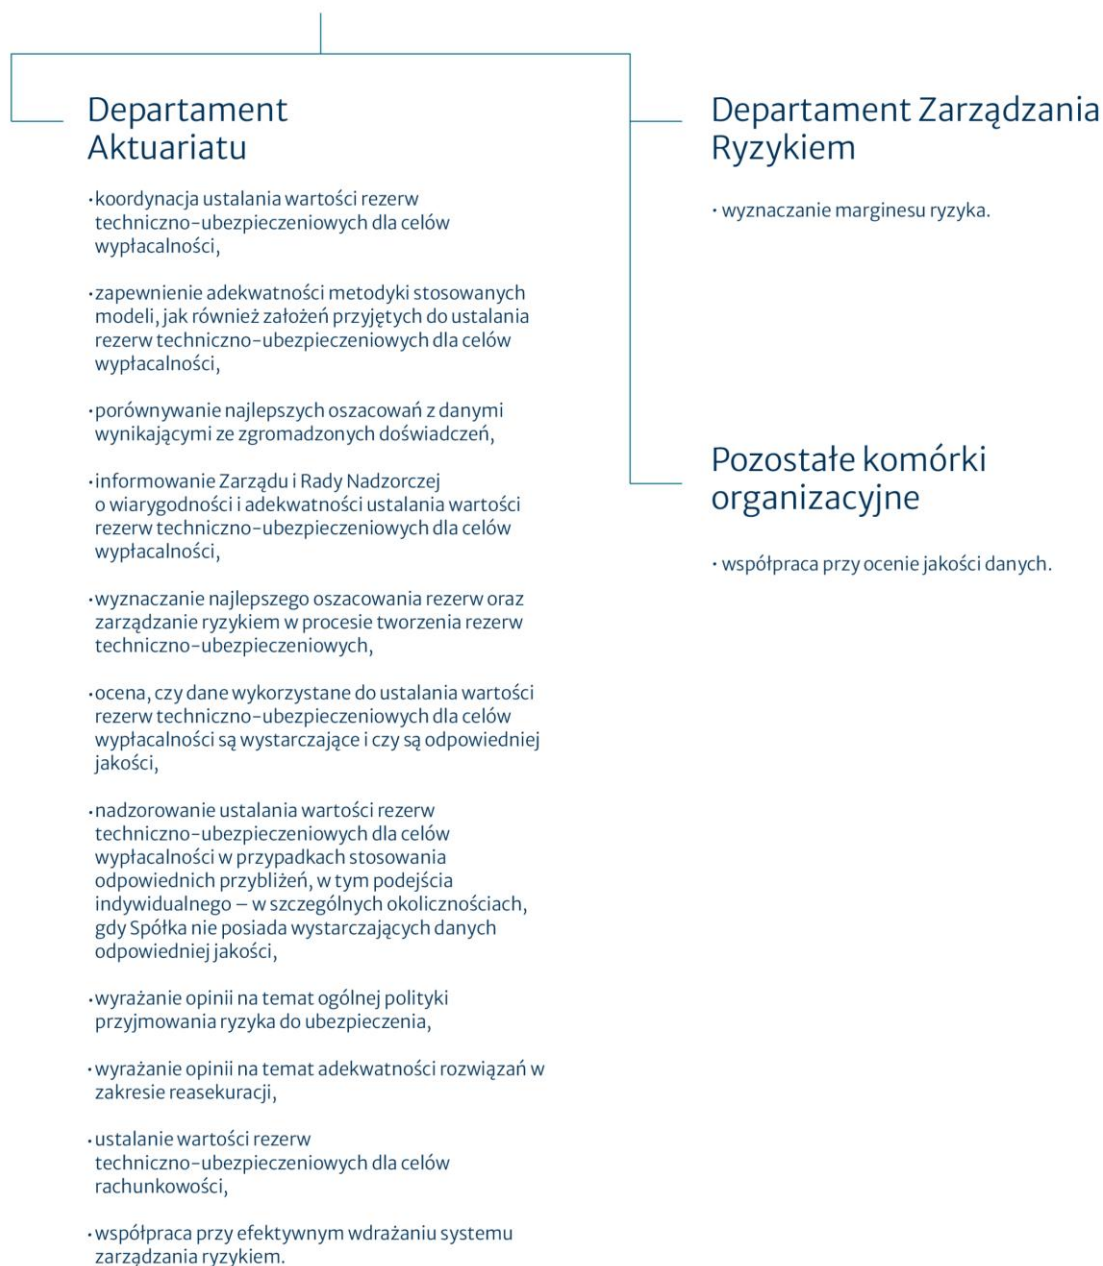 Departament
Aktuariatu
•koordynacja ustalania wartości rezerw
techniczno-ubezpieczeniowych dla celów
wypłacalności,
•zapewnienie adekwatności metodyki stosowanych
modeli, jak również założeń przyjętych do ustalania
rezerw techniczno-ubezpieczeniowych dla celów
wypłacalności,
•porównywanie najlepszych oszacowań z danymi
wynikającymi ze zgromadzonych doświadczeń,
•informowanie Zarządu i Rady Nadzorczej
o wiarygodności i adekwatności ustalania wartości
rezerw techniczno-ubezpieczeniowych dla celów
wypłacalności,
•wyznaczanie najlepszego oszacowania rezerw oraz
zarządzanie ryzykiem w procesie tworzenia rezerw
techniczno-ubezpieczeniowych,
•ocena, czy dane wykorzystane do ustalania wartości
rezerw techniczno-ubezpieczeniowych dla celów
wypłacalności są wystarczające i czy są odpowiedniej
jakości,
•nadzorowanie ustalania wartości rezerw
techniczno-ubezpieczeniowych dla celów
wypłacalności w przypadkach stosowania
odpowiednich przybliżeń, w tym podejścia
indywidualnego – w szczególnych okolicznościach,
gdy Spółka nie posiada wystarczających danych
odpowiedniej jakości,
•wyrażanie opinii na temat ogólnej polityki
przyjmowania ryzyka do ubezpieczenia,
•wyrażanie opinii na temat adekwatności rozwiązań w
zakresie reasekuracji,
•ustalanie wartości rezerw
techniczno-ubezpieczeniowych dla celów
rachunkowości,
•współpraca przy efektywnym wdrażaniu systemu
zarządzania ryzykiem.
Departament Zarządzania
Ryzykiem
• wyznaczanie marginesu ryzyka.
Pozostałe komórki
organizacyjne
• współpraca przy ocenie jakości danych.